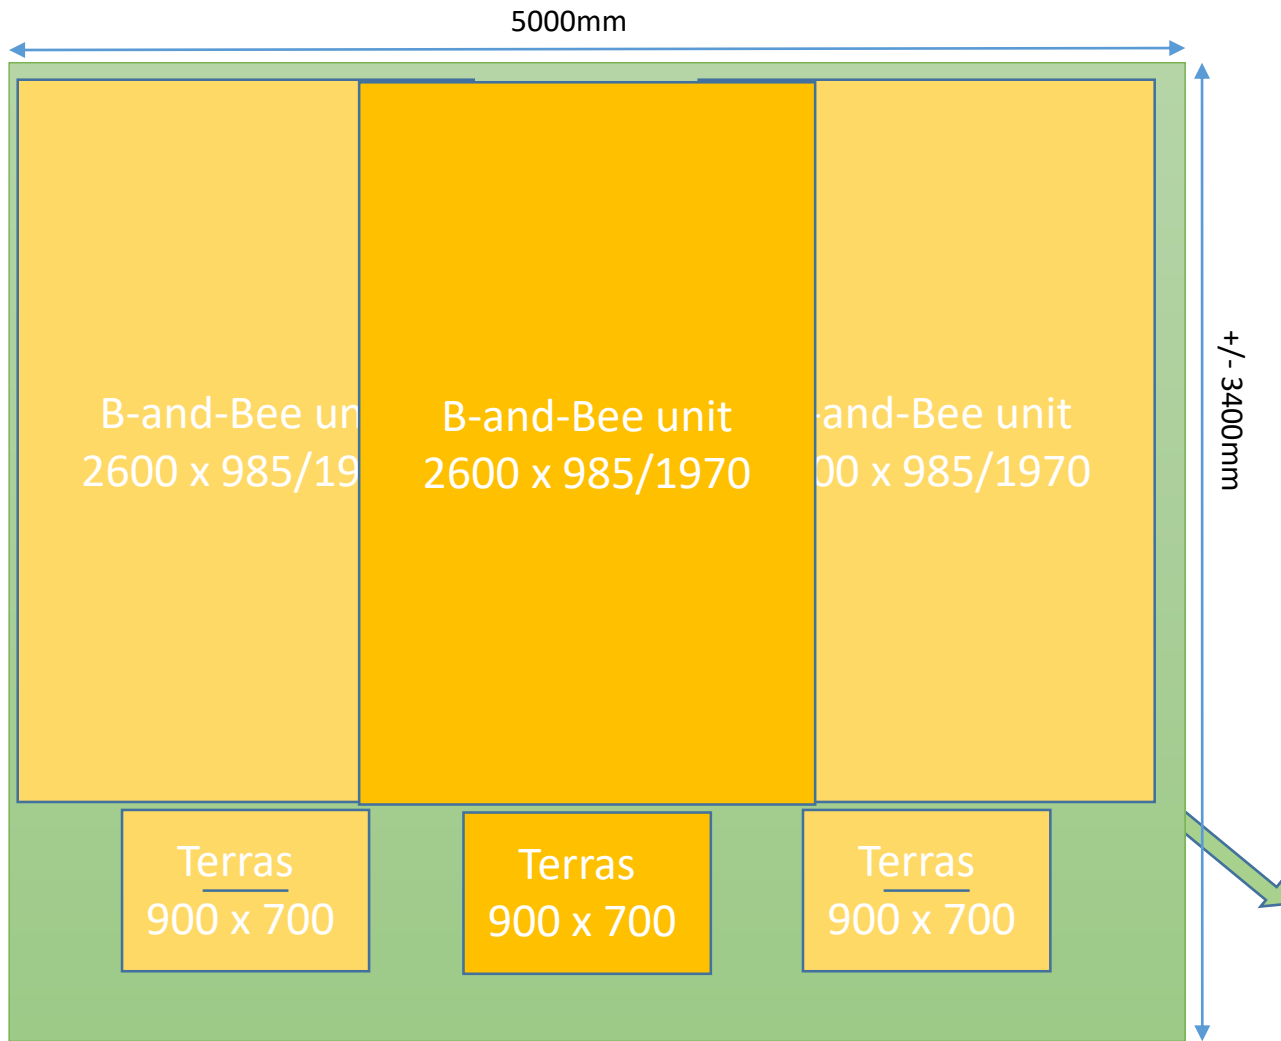 5000mm
B-and-Bee un
2600 x 985/19
B-and-Bee unit
2600 x 985/1970
-and-Bee unit
00 x 985/1970
+/- 3400mm
Terras
900 x 700
Terras
900 x 700
Terras
900 x 700